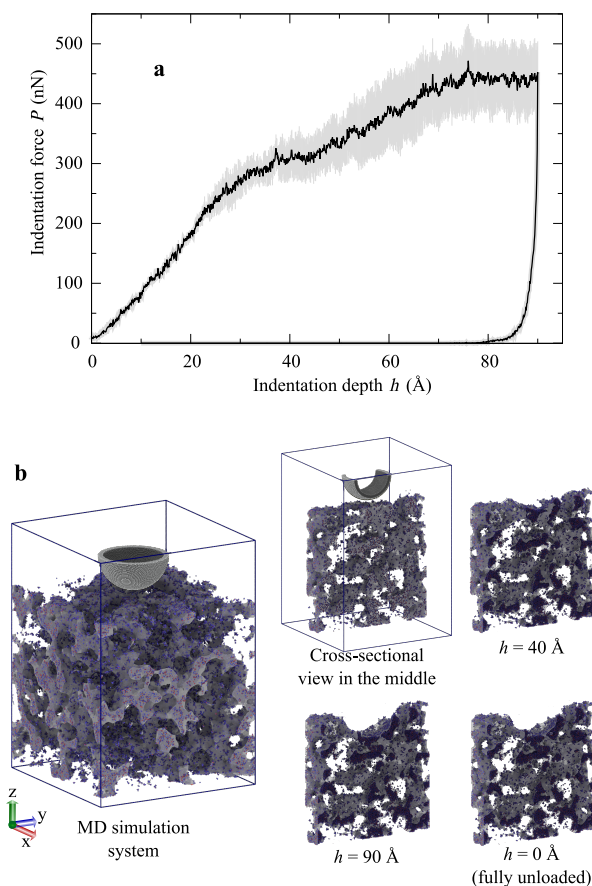 a
500
400
300
200
100
0
Indentation force P (nN)
0 20 40 60 80
Indentation depth h (Å)
b
Cross-sectional
view in the middle
h = 40 Å
z
y
x
MD simulation
system
h = 90 Å
h = 0 Å
(fully unloaded)